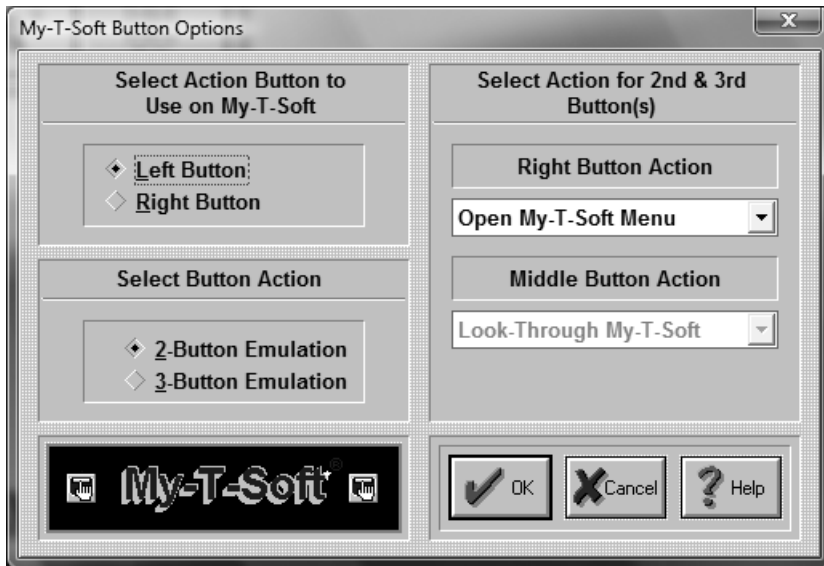 My-T-Soft Button Options
Select Action Button to
Use on My-T-Soft
Left Button
Right Button
Select Button Action
2-Button Emulation
3-Button Emulation
Select Action for 2nd & 3rd
Button(s)
Right Button Action
Open My-T-Soft Menu
Middle Button Action
Look-Through My-T-Soft
My-T-Soft®
OK
Cancel
Help